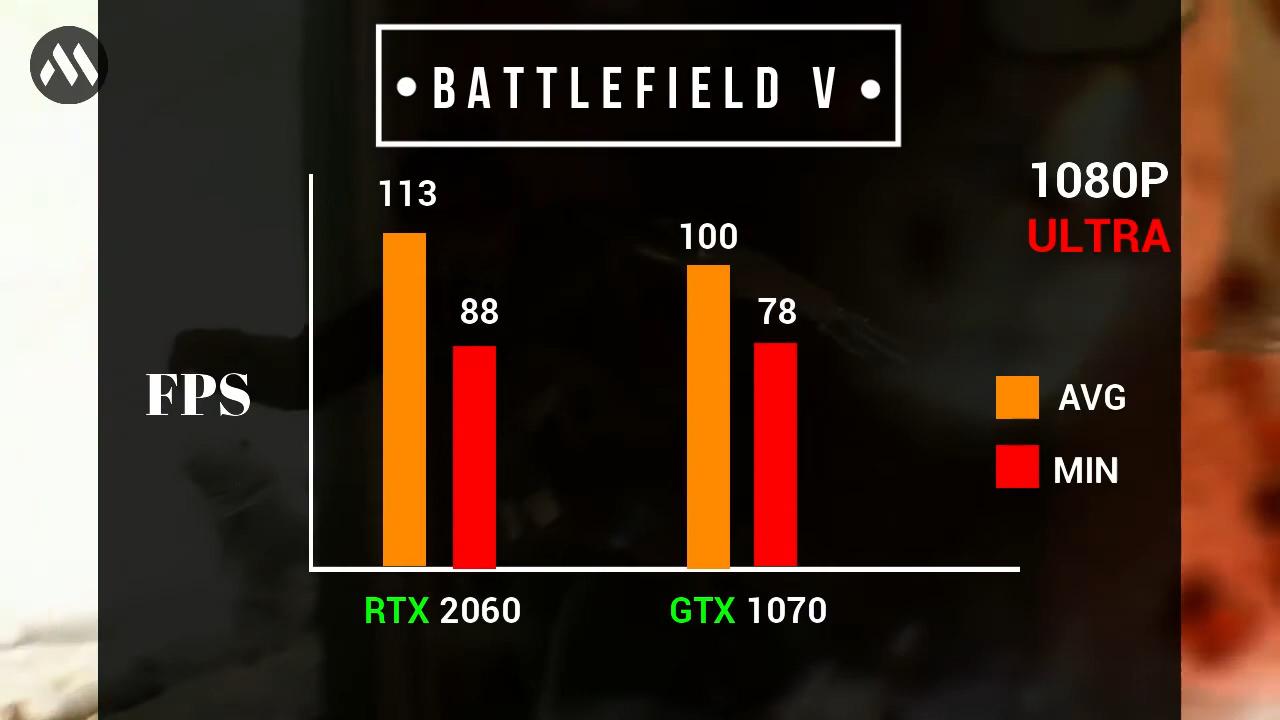 • BATTLEFIELD V •
1080P
ULTRA
113
88
100
78
FPS
AVG
MIN
RTX 2060
GTX 1070